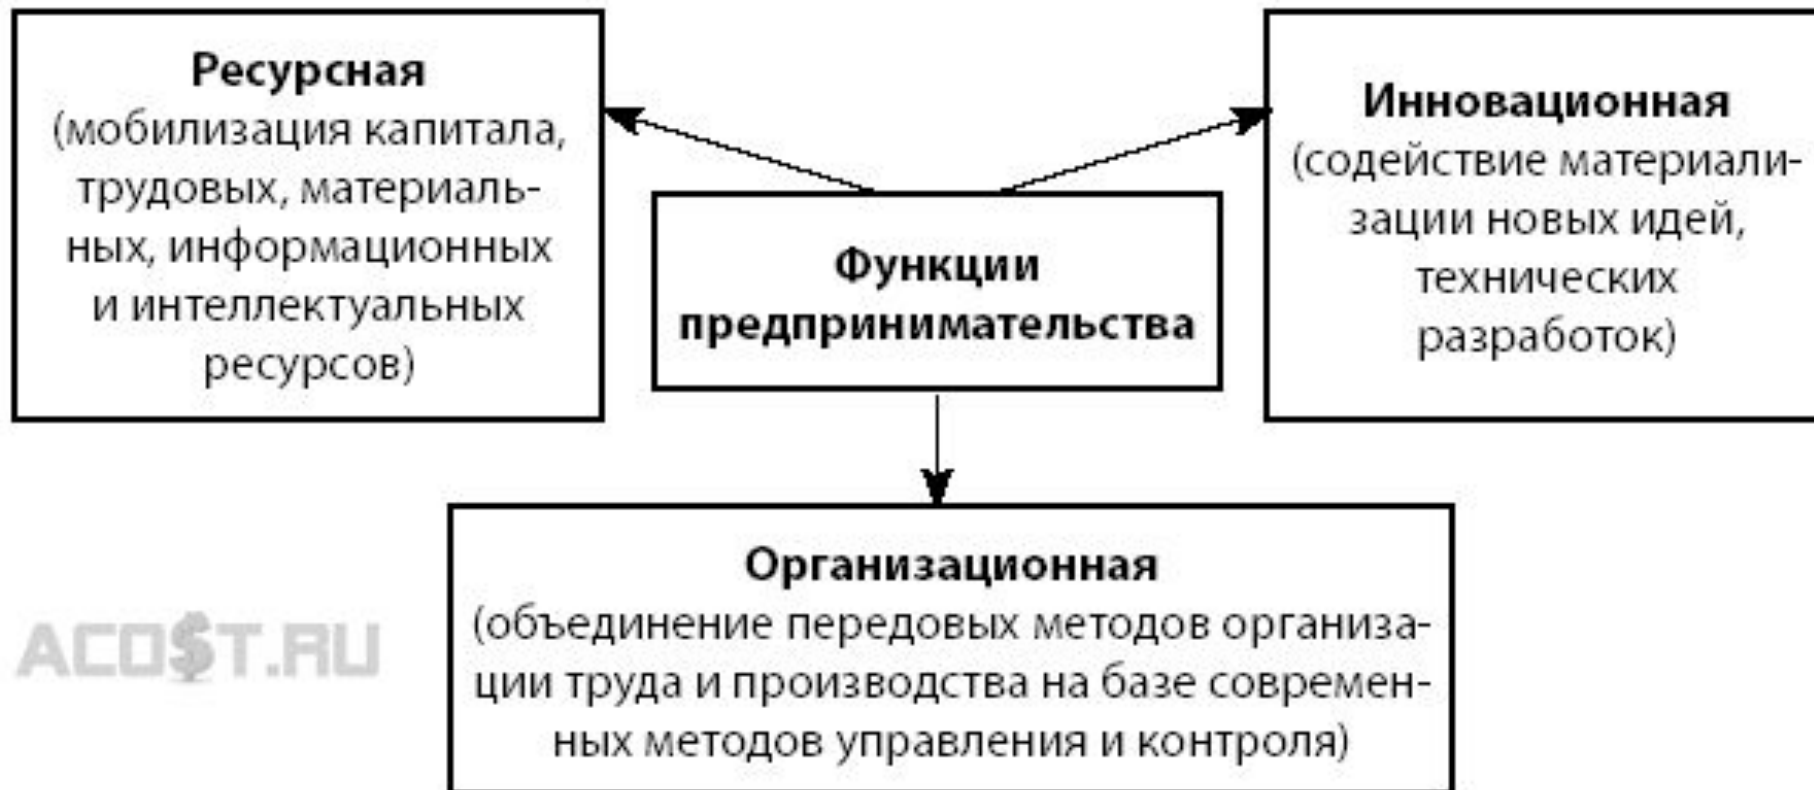 Ресурсная
(мобилизация капитала,
трудовых, материаль-
ных, информационных
и интеллектуальных
ресурсов)
Инновационная
(содействие материали-
зации новых идей,
технических
разработок)
Функции
предпринимательства
Организационная
(объединение передовых методов организа-
ции труда и производства на базе современ-
ных методов управления и контроля)
ACO$T.RU